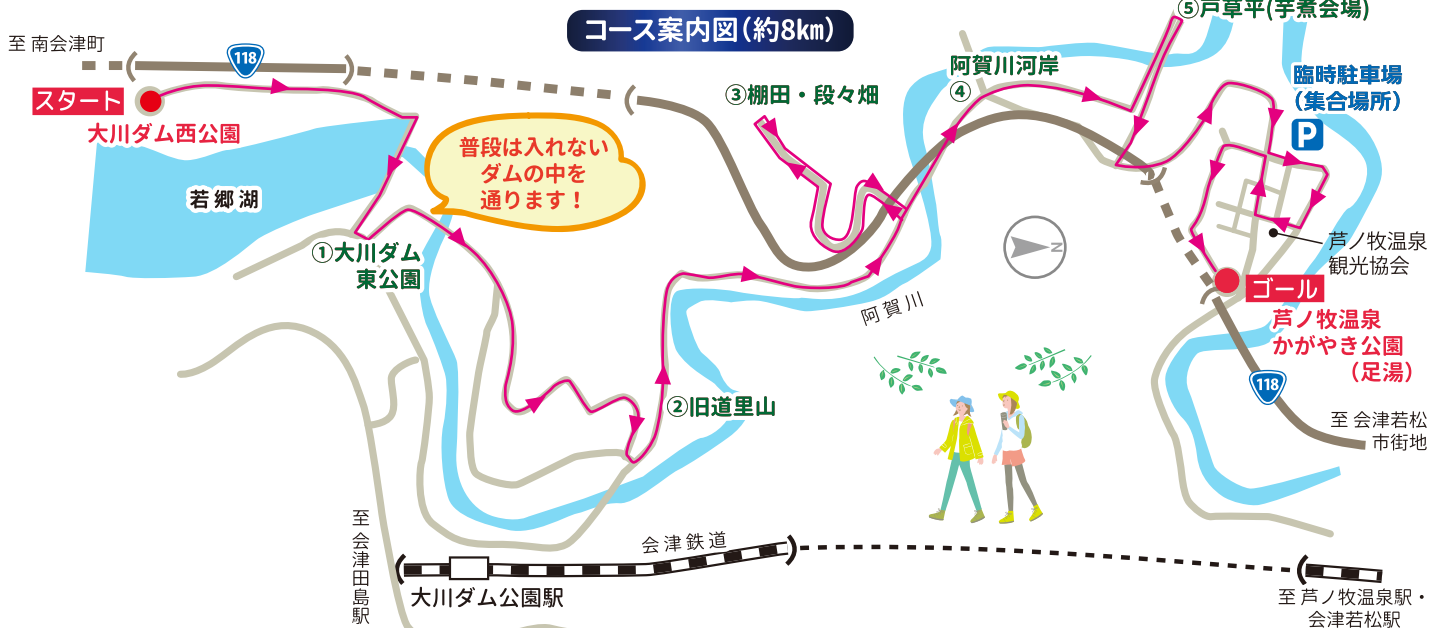 コース案内図(約8km)
⑤戸草平(芋煮会場)
至 南会津町
118
スタート
大川ダム西公園
若郷湖
普段は入れない
ダムの中を
通ります！
①大川ダム
東公園
③棚田・段々畑
阿賀川河岸
④
臨時駐車場
(集合場所)
P
N
芦ノ牧温泉
観光協会
ゴール
芦ノ牧温泉
かがやき公園
(足湯)
阿賀川
②旧道里山
118
至 会津若松
市街地
至 会津田島駅
会津鉄道
大川ダム公園駅
至 芦ノ牧温泉駅・
会津若松駅